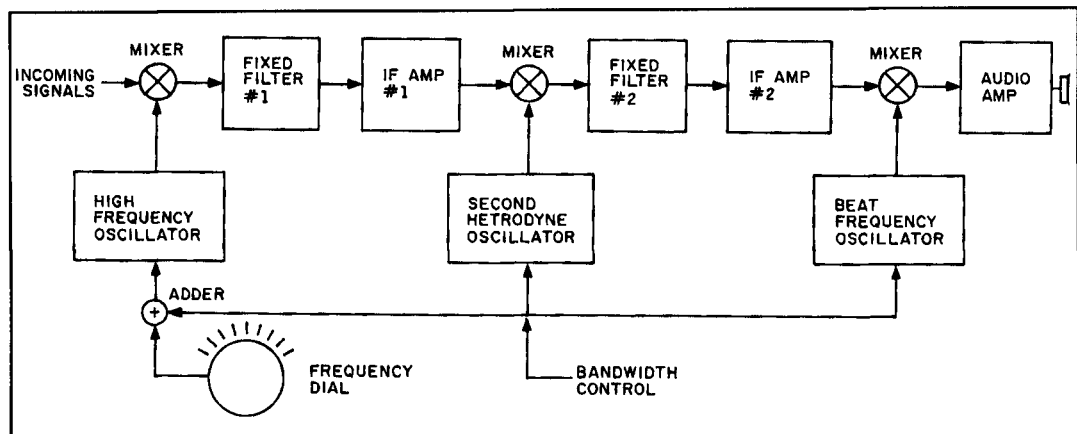 MIXER
INCOMING
SIGNALS
FIXED
FILTER
#1
IF AMP
#1
MIXER
FIXED
FILTER
#2
IF AMP
#2
MIXER
AUDIO
AMP
HIGH
FREQUENCY
OSCILLATOR
SECOND
HETRODYNE
OSCILLATOR
BEAT
FREQUENCY
OSCILLATOR
ADDER
+
FREQUENCY
DIAL
BANDWIDTH
CONTROL